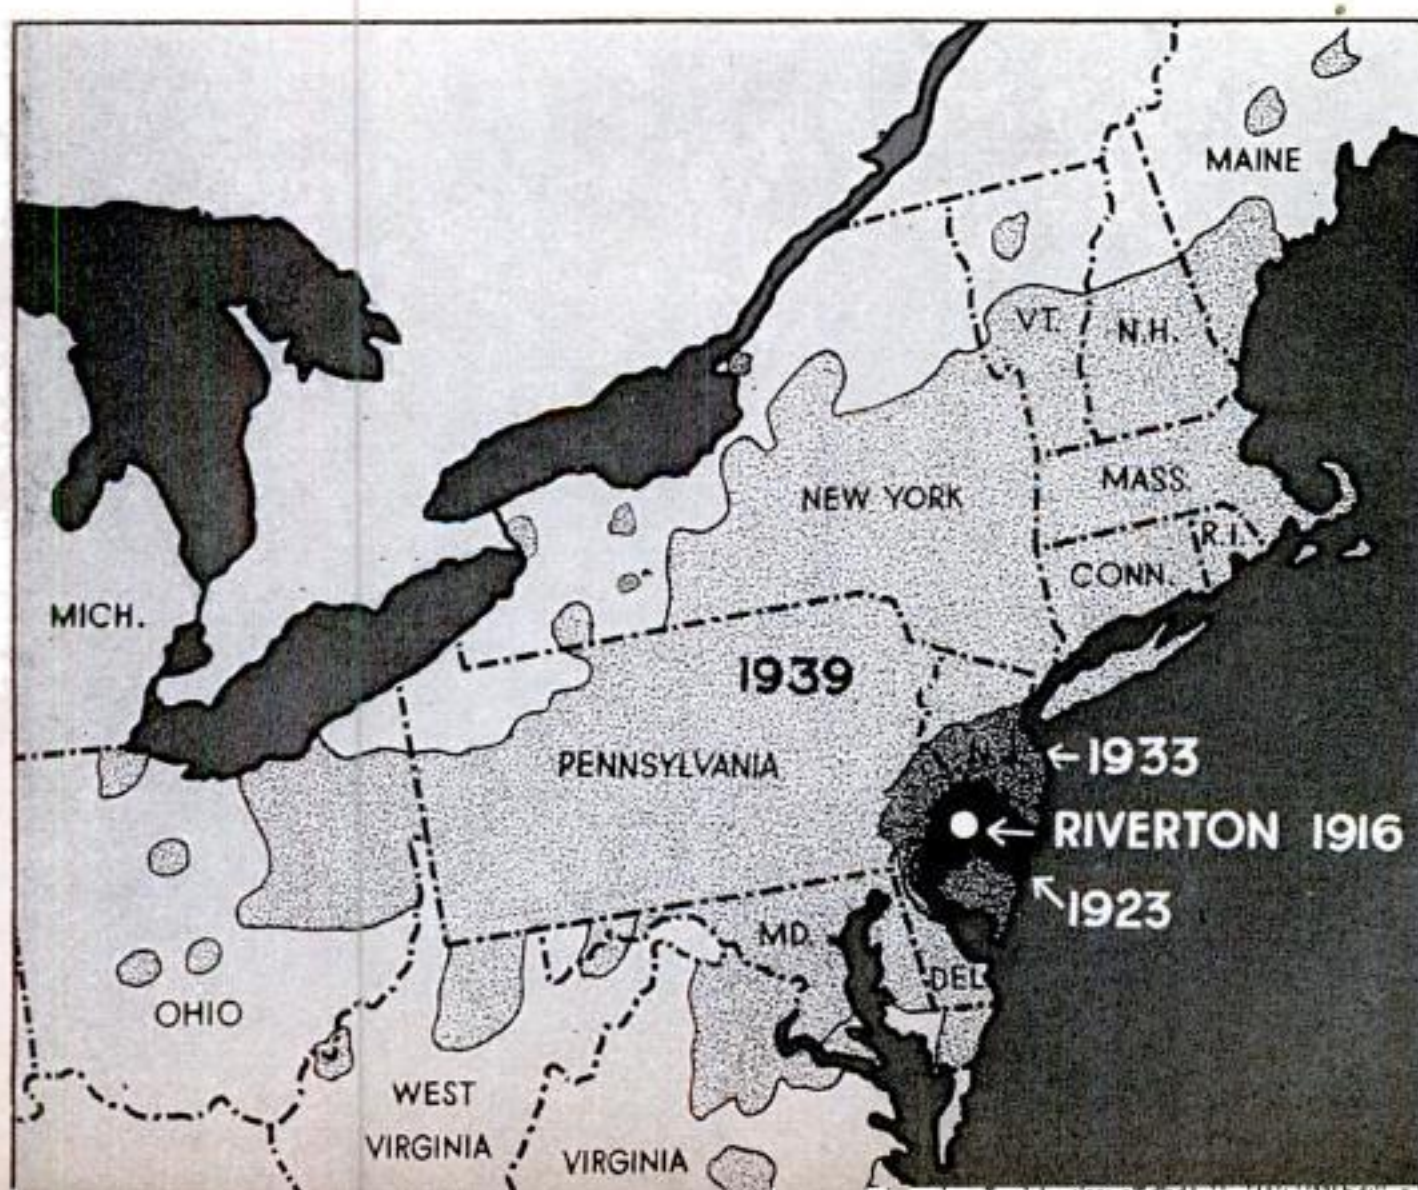 MAINE
VT.
N.H.
MASS.
NEW YORK
R.I.
CONN.
MICH.
1939
PENNSYLVANIA
1933
RIVERTON 1916
1923
MD.
DEL.
OHIO
WEST
VIRGINIA
VIRGINIA